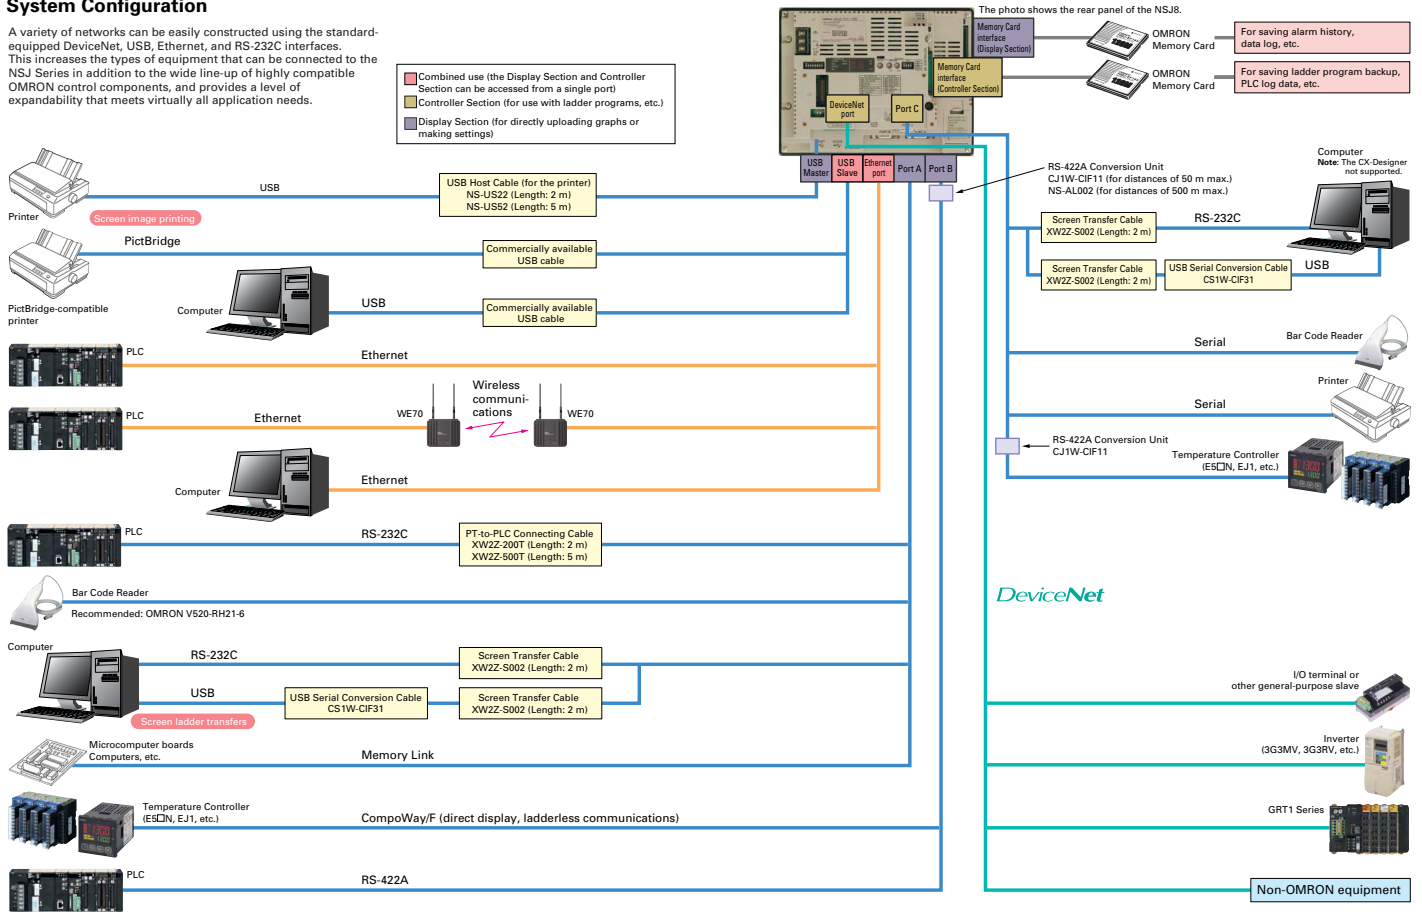 System Configuration
A variety of networks can be easily constructed using the standard-
equipped DeviceNet, USB, Ethernet, and RS-232C interfaces.
This increases the types of equipment that can be connected to the
NSJ Series in addition to the wide line-up of highly compatible
OMRON control components, and provides a level of
expandability that meets virtually all application needs.
Combined use (the Display Section and Controller
Section can be accessed from a single port)
Controller Section (for use with ladder programs, etc.)
Display Section (for directly uploading graphs or
making settings)
The photo shows the rear panel of the NSJ8.
Memory Card
interface
(Display Section)
OMRON
Memory Card
For saving alarm history,
data log, etc.
Memory Card
interface
(Controller Section)
OMRON
Memory Card
For saving ladder program backup,
PLC log data, etc.
DeviceNet
port
Port C
USB
Master
USB
Slave
Ethernet
port
Port A
Port B
RS-422A Conversion Unit
CJ1W-CIF11 (for distances of 50 m max.)
NS-AL002 (for distances of 500 m max.)
Computer
Note: The CX-Designer
not supported.
Printer
USB
Screen image printing
USB Host Cable (for the printer)
NS-US22 (Length: 2 m)
NS-US52 (Length: 5 m)
PictBridge
Commercially available
USB cable
PictBridge-compatible
printer
Computer
USB
Commercially available
USB cable
PLC
Ethernet
PLC
Ethernet
WE70
Wireless
communi-
cations
WE70
Computer
Ethernet
PLC
RS-232C
PT-to-PLC Connecting Cable
XW2Z-200T (Length: 2 m)
XW2Z-500T (Length: 5 m)
Bar Code Reader
Recommended: OMRON V520-RH21-6
Computer
RS-232C
Screen Transfer Cable
XW2Z-S002 (Length: 2 m)
USB
USB Serial Conversion Cable
CS1W-CIF31
Screen Transfer Cable
XW2Z-S002 (Length: 2 m)
Screen ladder transfers
Microcomputer boards
Computers, etc.
Memory Link
Temperature Controller
(E5□N, EJ1, etc.)
CompoWay/F (direct display, ladderless communications)
PLC
RS-422A
Screen Transfer Cable
XW2Z-S002 (Length: 2 m)
RS-232C
Screen Transfer Cable
XW2Z-S002 (Length: 2 m)
USB Serial Conversion Cable
CS1W-CIF31
USB
Serial
Bar Code Reader
Printer
Serial
RS-422A Conversion Unit
CJ1W-CIF11
Temperature Controller
(E5□N, EJ1, etc.)
DeviceNet
I/O terminal or
other general-purpose slave
Inverter
(3G3MV, 3G3RV, etc.)
GRT1 Series
Non-OMRON equipment